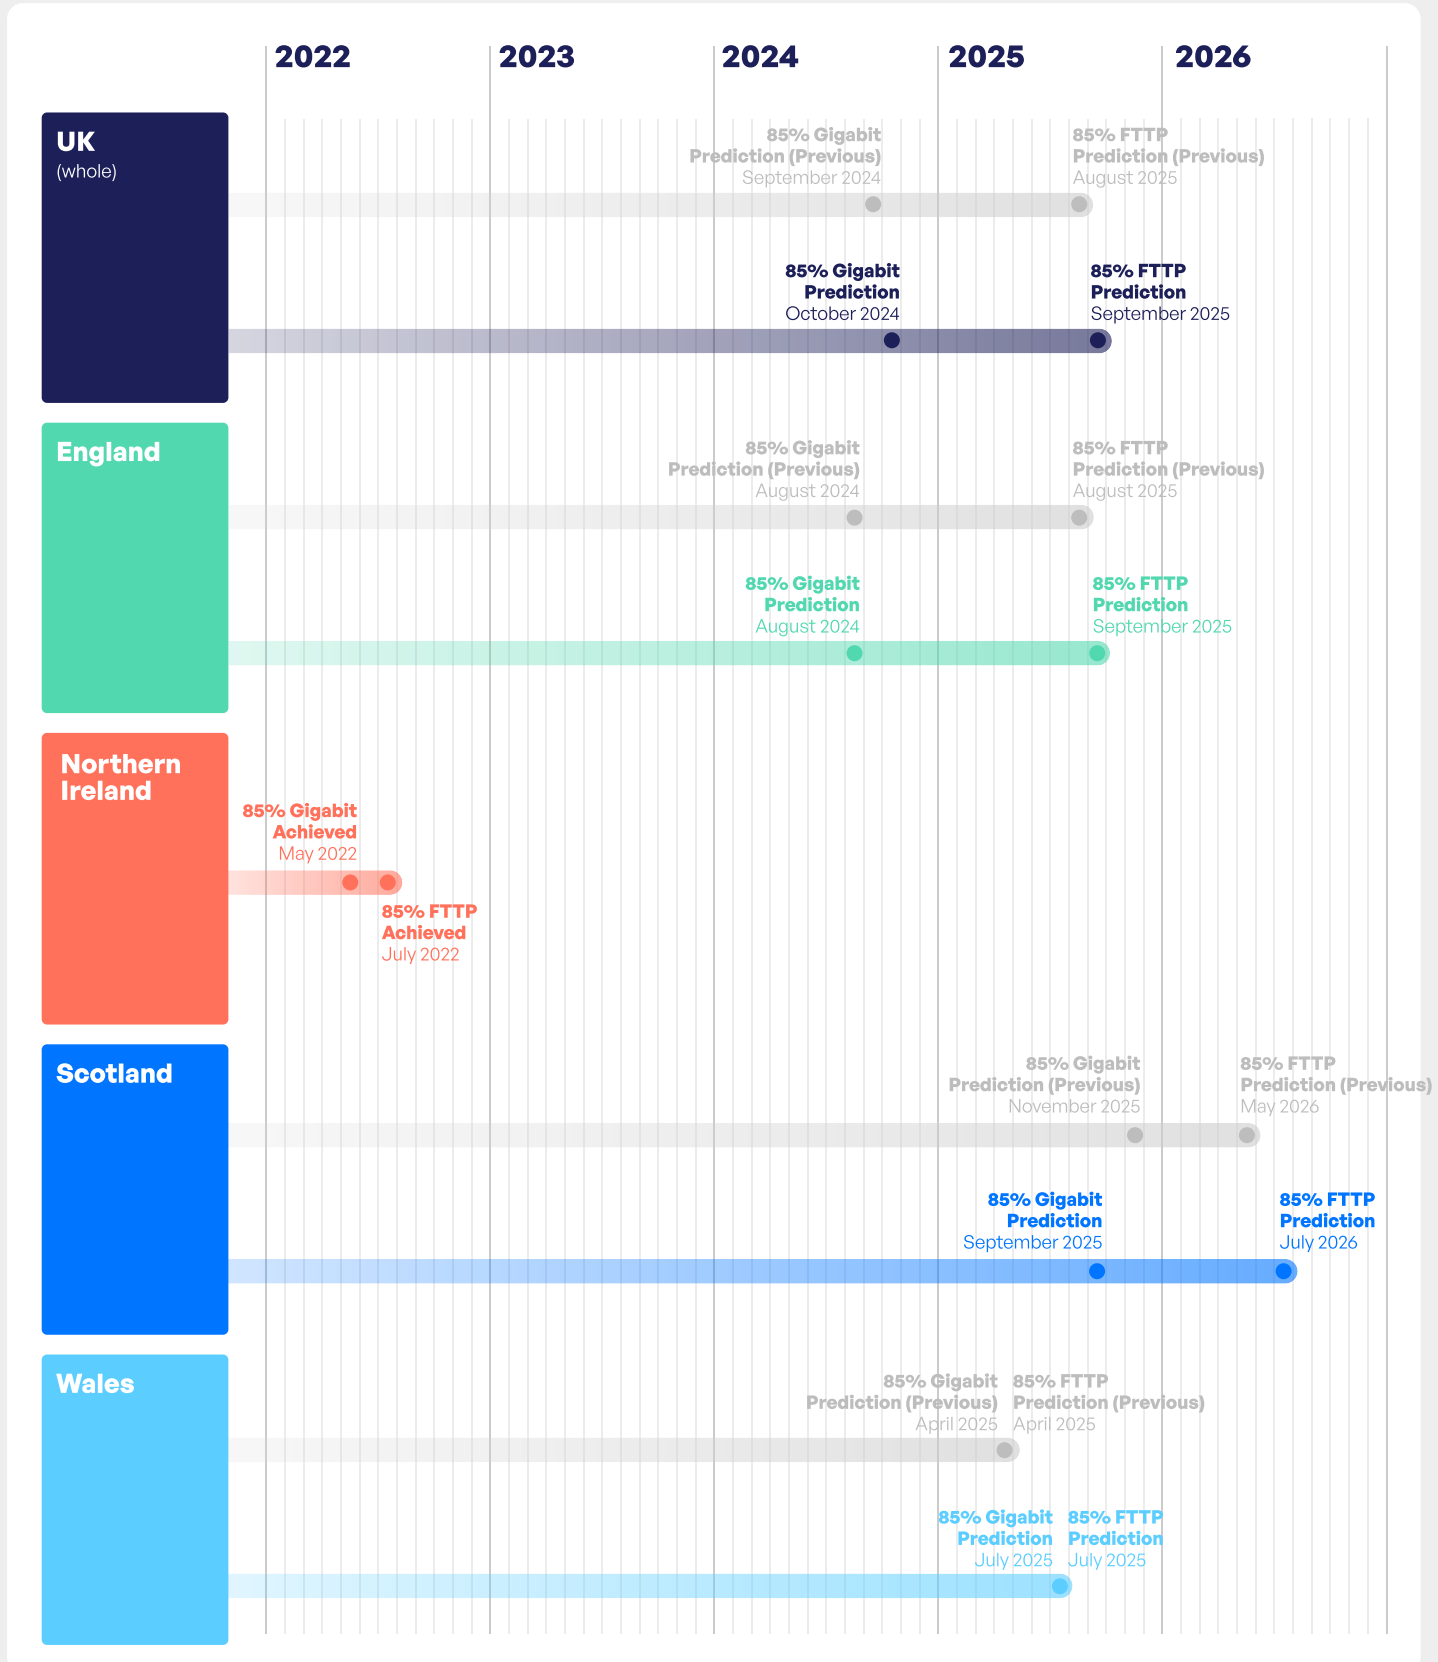 2022
2023
2024
2025
2026
UK
(whole)
85% Gigabit
Prediction (Previous)
September 2024
85% FTTP
Prediction (Previous)
August 2025
85% Gigabit
Prediction
October 2024
85% FTTP
Prediction
September 2025
England
85% Gigabit
Prediction (Previous)
August 2024
85% FTTP
Prediction (Previous)
August 2025
85% Gigabit
Prediction
August 2024
85% FTTP
Prediction
September 2025
Northern
Ireland
85% Gigabit
Achieved
May 2022
85% FTTP
Achieved
July 2022
Scotland
85% Gigabit
Prediction (Previous)
November 2025
85% FTTP
Prediction (Previous)
May 2026
85% Gigabit
Prediction
September 2025
85% FTTP
Prediction
July 2026
Wales
85% Gigabit
Prediction (Previous)
April 2025
85% FTTP
Prediction (Previous)
April 2025
85% Gigabit
Prediction
July 2025
85% FTTP
Prediction
July 2025